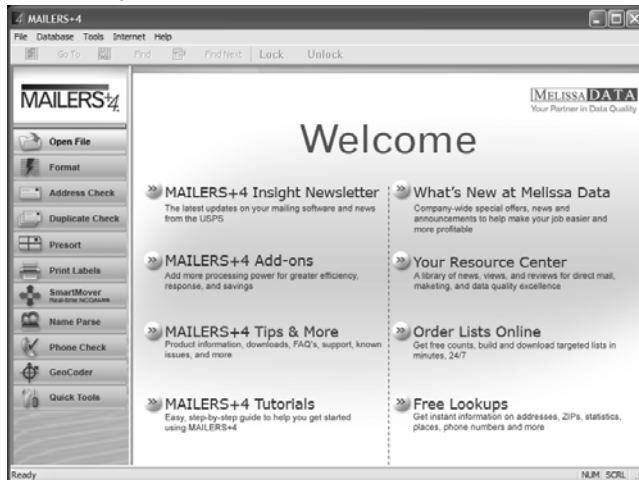 MAILERS+4
File Database Tools Internet Help
Go To Find Find Next Lock Unlock
MAILERS+4
Open File
Format
Address Check
Duplicate Check
Presort
Print Labels
SmartMover
Real-time NCOALink
Name Parse
Phone Check
GeoCoder
Quick Tools
MELISSA DATA
Your Partner in Data Quality
Welcome
MAILERS+4 Insight Newsletter
The latest updates on your mailing software and news
from the USPS
MAILERS+4 Add-ons
Add more processing power for greater efficiency,
response, and savings
MAILERS+4 Tips & More
Product information, downloads, FAQ's, support, known
issues, and more
MAILERS+4 Tutorials
Easy, step-by-step guide to help you get started
using MAILERS+4
What's New at Melissa Data
Company-wide special offers, news and
announcements to help make your job easier and
more profitable
Your Resource Center
A library of news, views, and reviews for direct mail,
maketing, and data quality excellence
Order Lists Online
Get free counts, build and download targeted lists in
minutes, 24/7
Free Lookups
Get instant information on addresses, ZIPs, statistics,
places, phone numbers and more
Ready
NUM SCRL